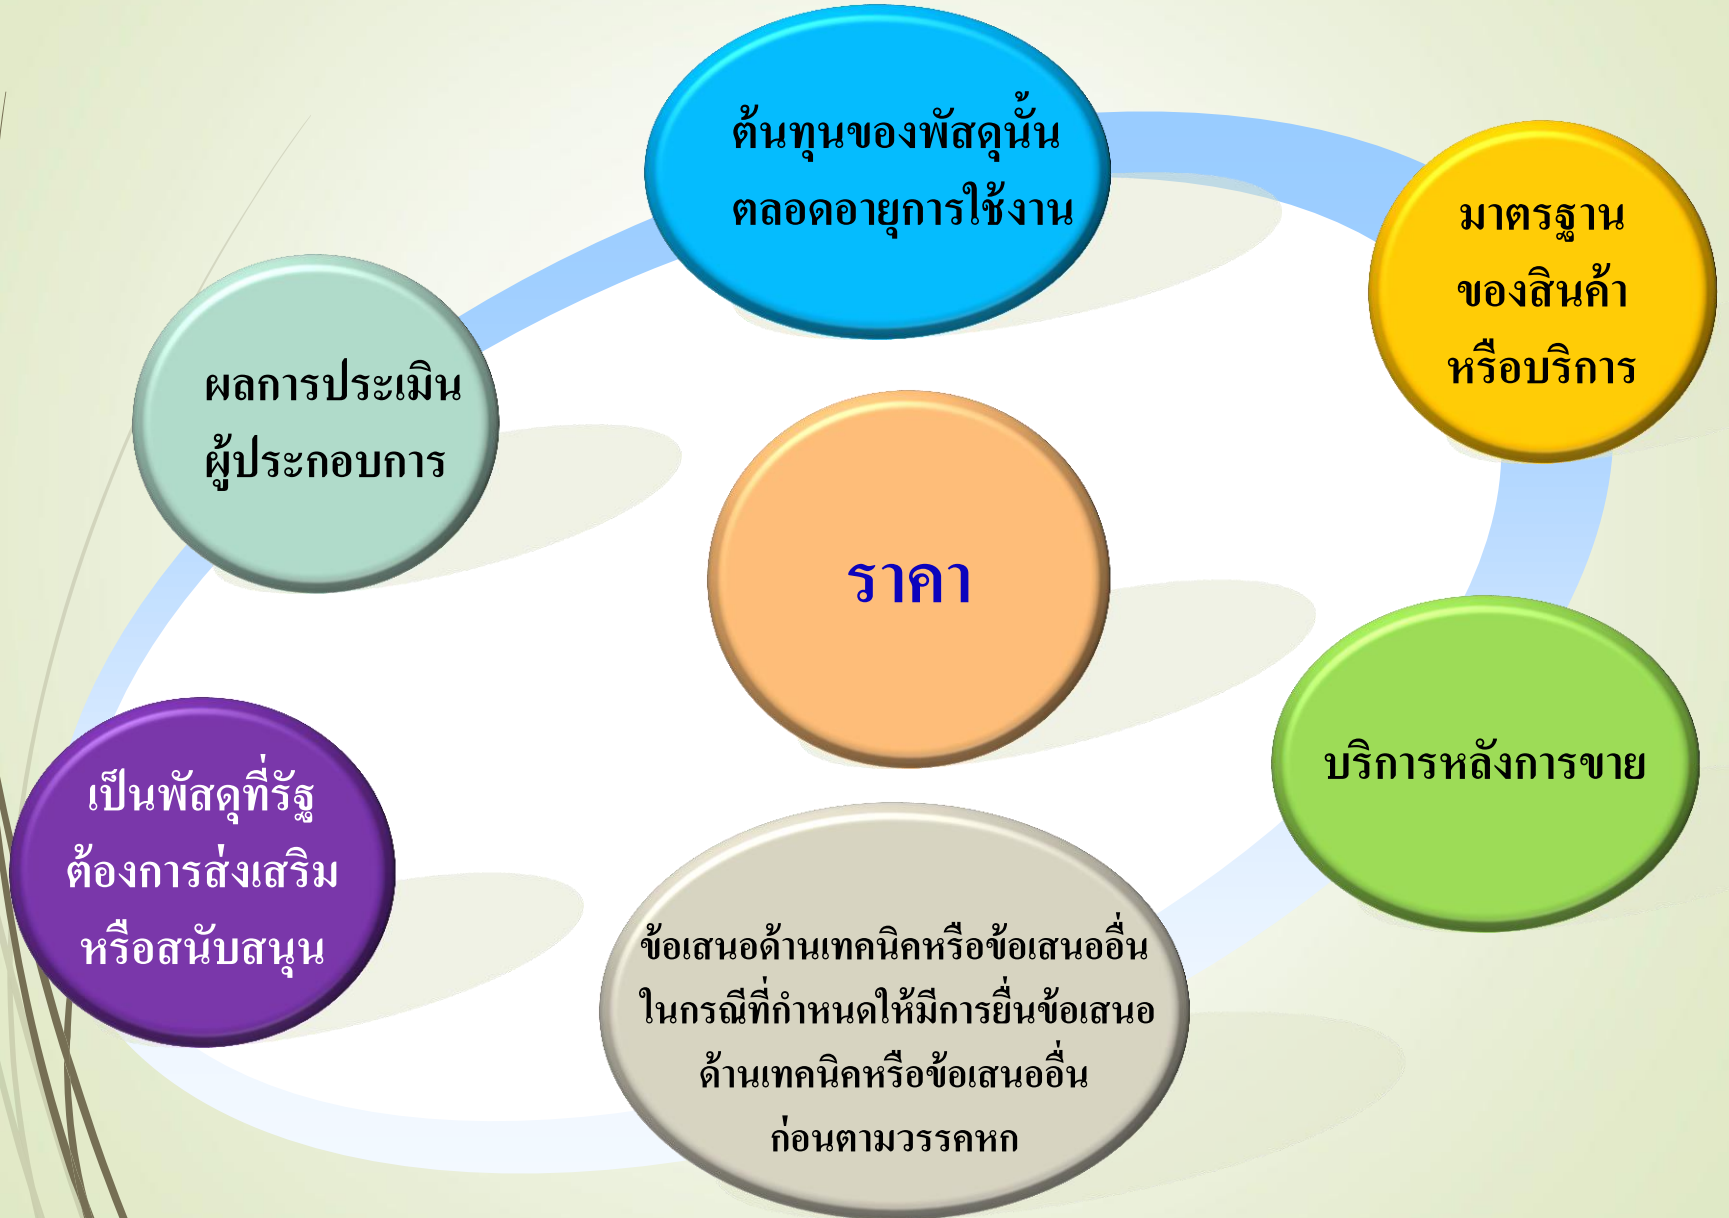 ต้นทุนของพัสดุนั้น
ตลอดอายุการใช้งาน
มาตรฐาน
ของสินค้า
หรือบริการ
ผลการประเมิน
ผู้ประกอบการ
ราคา
บริการหลังการขาย
เป็นพัสดุที่รัฐ
ต้องการส่งเสริม
หรือสนับสนุน
ข้อเสนอด้านเทคนิคหรือข้อเสนออื่น
ในกรณีที่กำหนดให้มีการยื่นข้อเสนอ
ด้านเทคนิคหรือข้อเสนออื่น
ก่อนตามวรรคหก